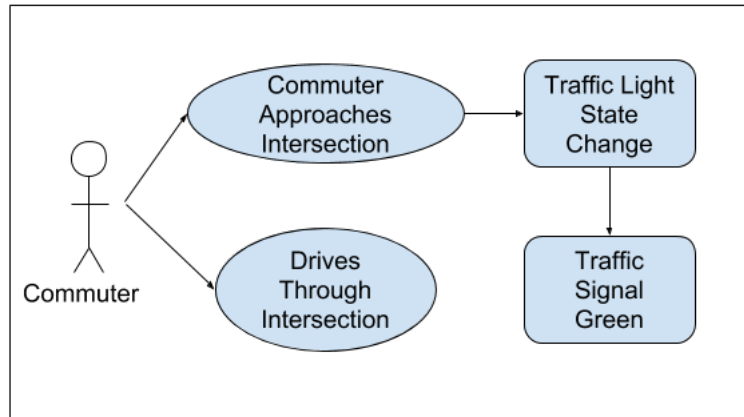 Commuter
Approaches
Intersection
Traffic Light
State
Change
Commuter
Drives
Through
Intersection
Traffic
Signal
Green